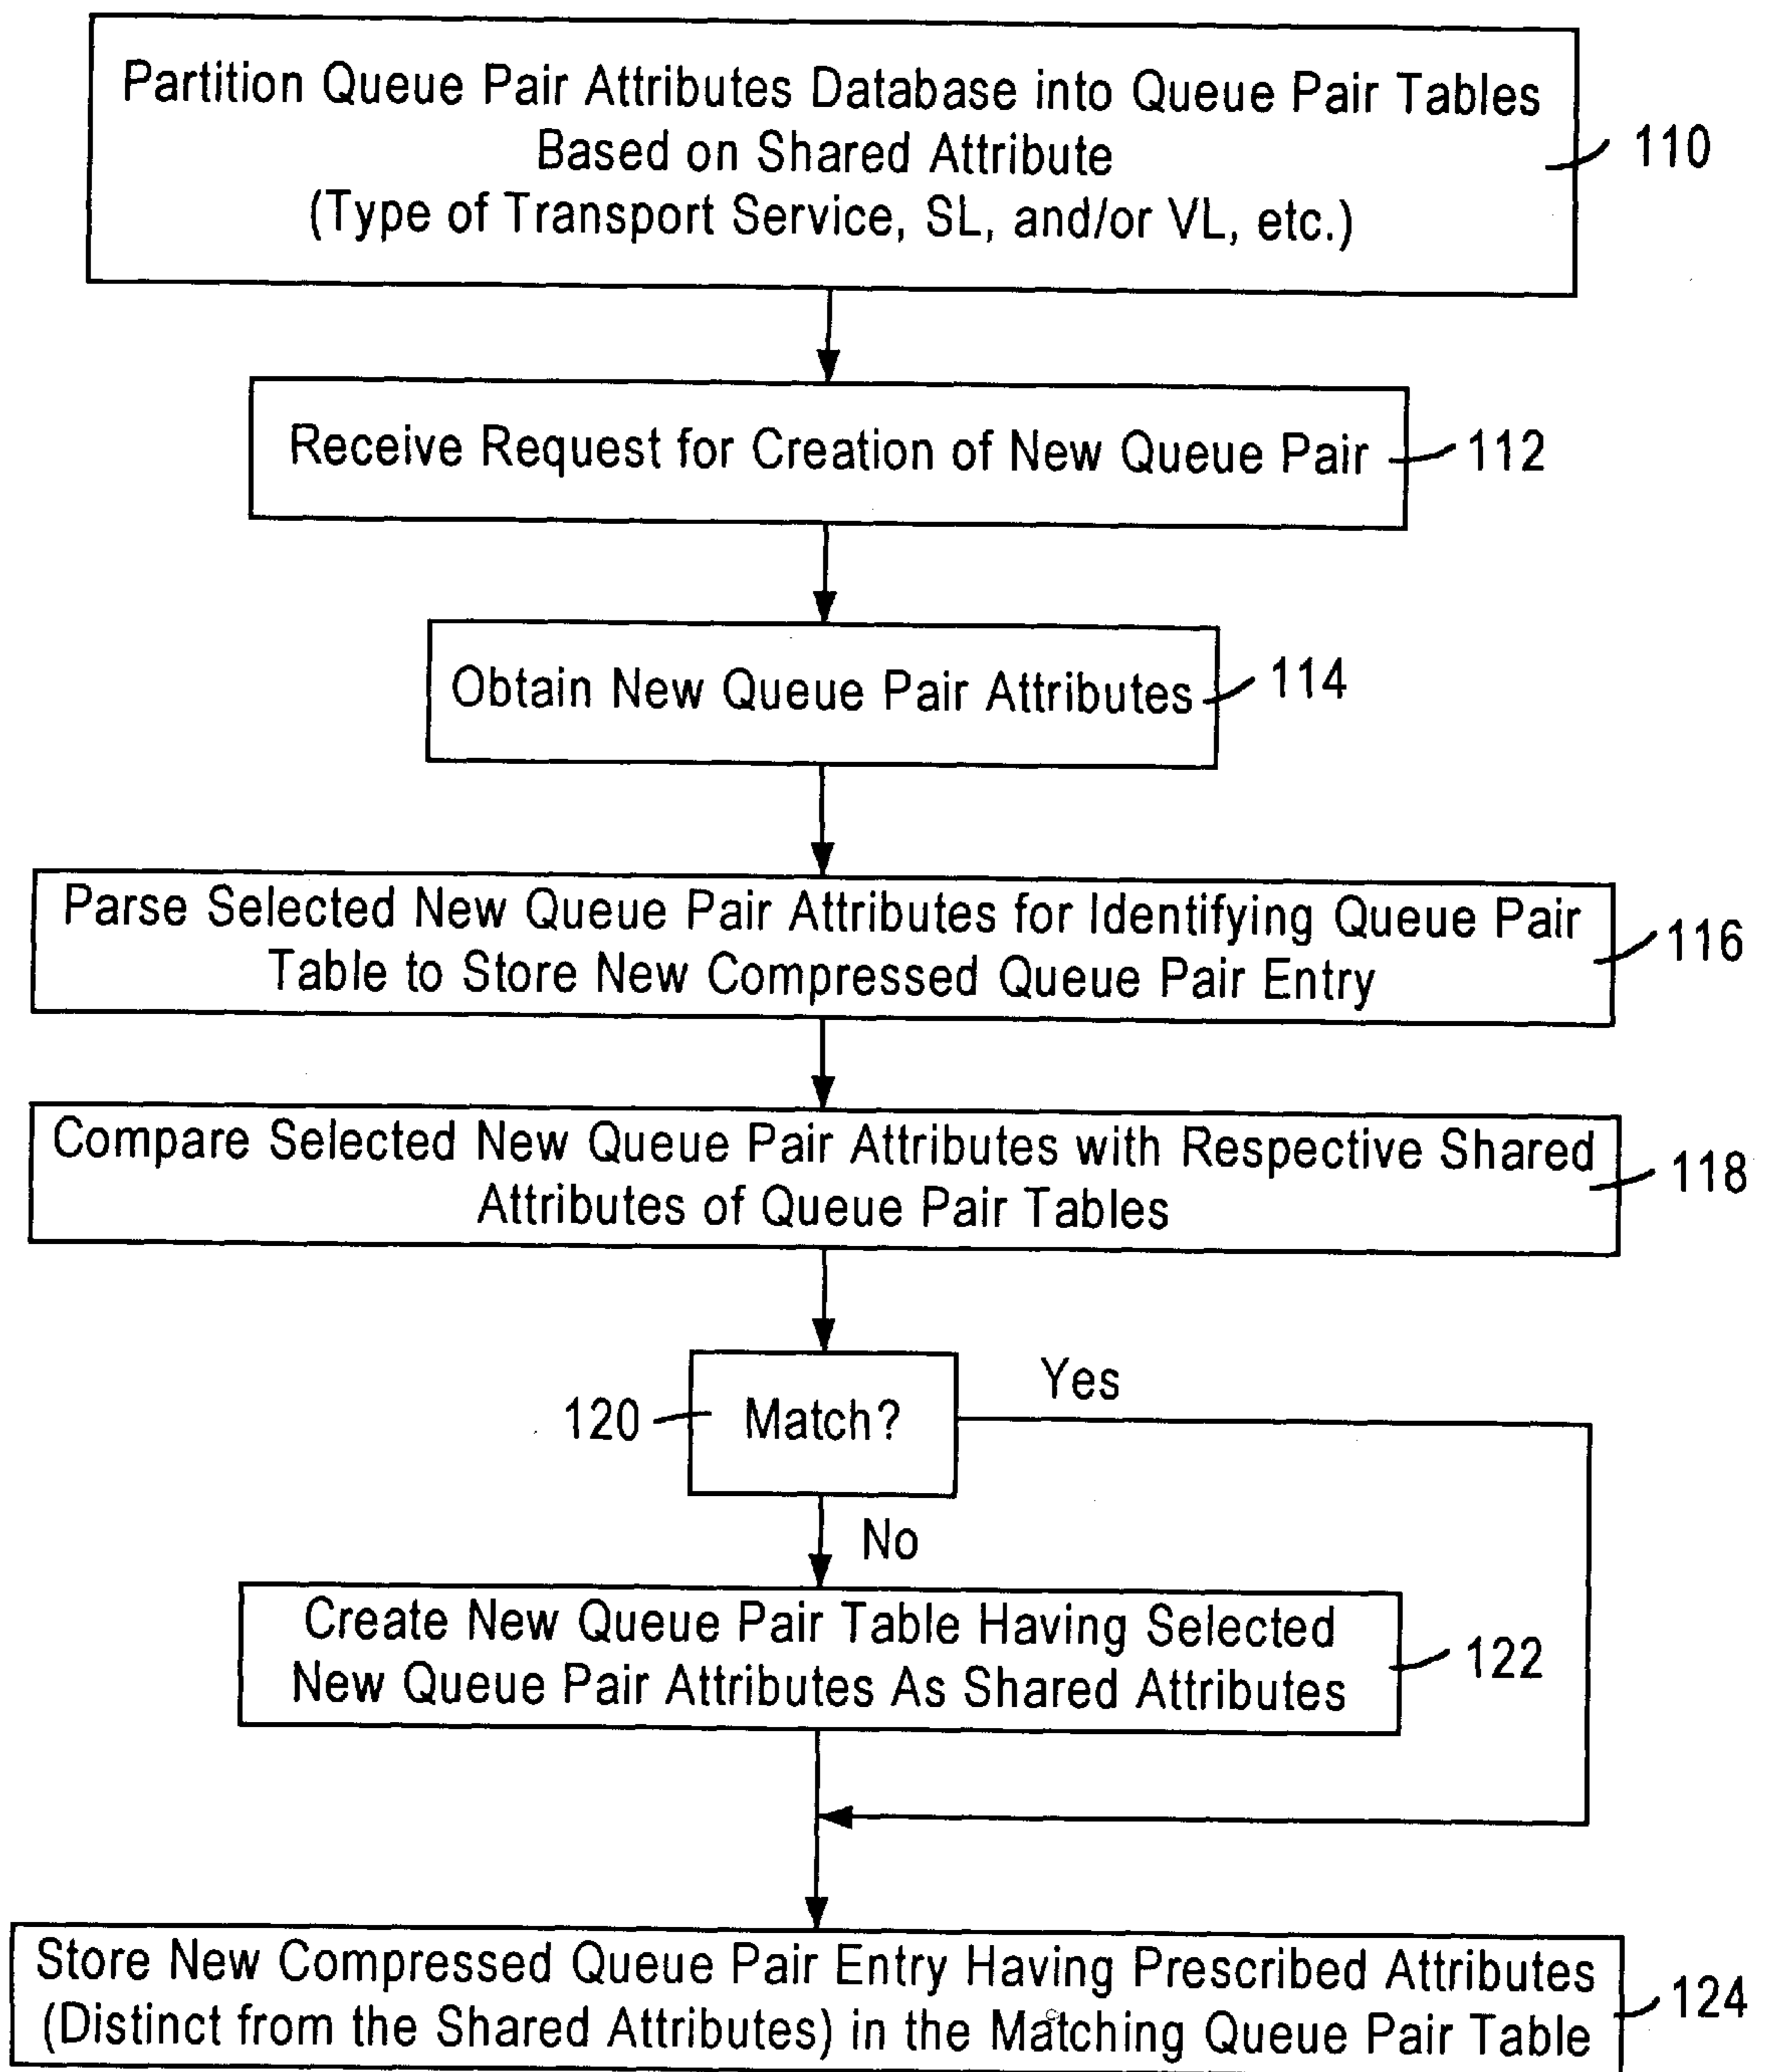 Partition Queue Pair Attributes Database into Queue Pair Tables
Based on Shared Attribute
(Type of Transport Service, SL, and/or VL, etc.)
110
Receive Request for Creation of New Queue Pair
112
Obtain New Queue Pair Attributes
114
Parse Selected New Queue Pair Attributes for Identifying Queue Pair
Table to Store New Compressed Queue Pair Entry
116
Compare Selected New Queue Pair Attributes with Respective Shared
Attributes of Queue Pair Tables
118
120
Match?
Yes
No
Create New Queue Pair Table Having Selected
New Queue Pair Attributes As Shared Attributes
122
Store New Compressed Queue Pair Entry Having Prescribed Attributes
(Distinct from the Shared Attributes) in the Matching Queue Pair Table
124